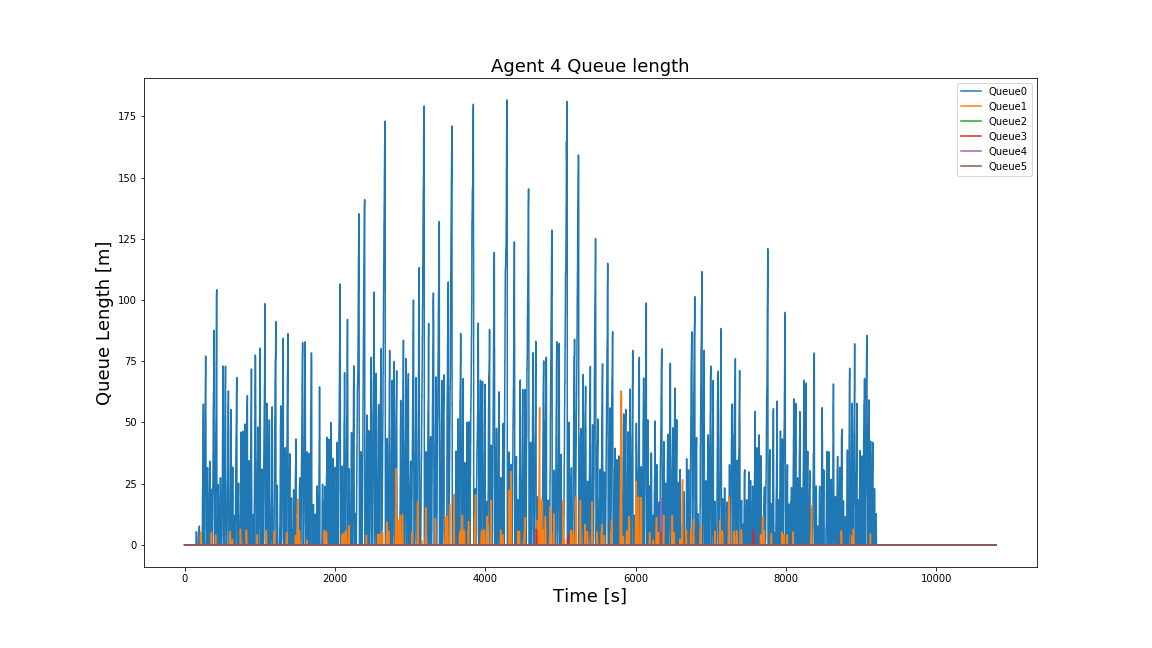 Agent 4 Queue length
Queue Length [m]
175
150
125
100
75
50
25
0
0 2000 4000 6000 8000 10000
Time [s]
Queue0
Queue1
Queue2
Queue3
Queue4
Queue5